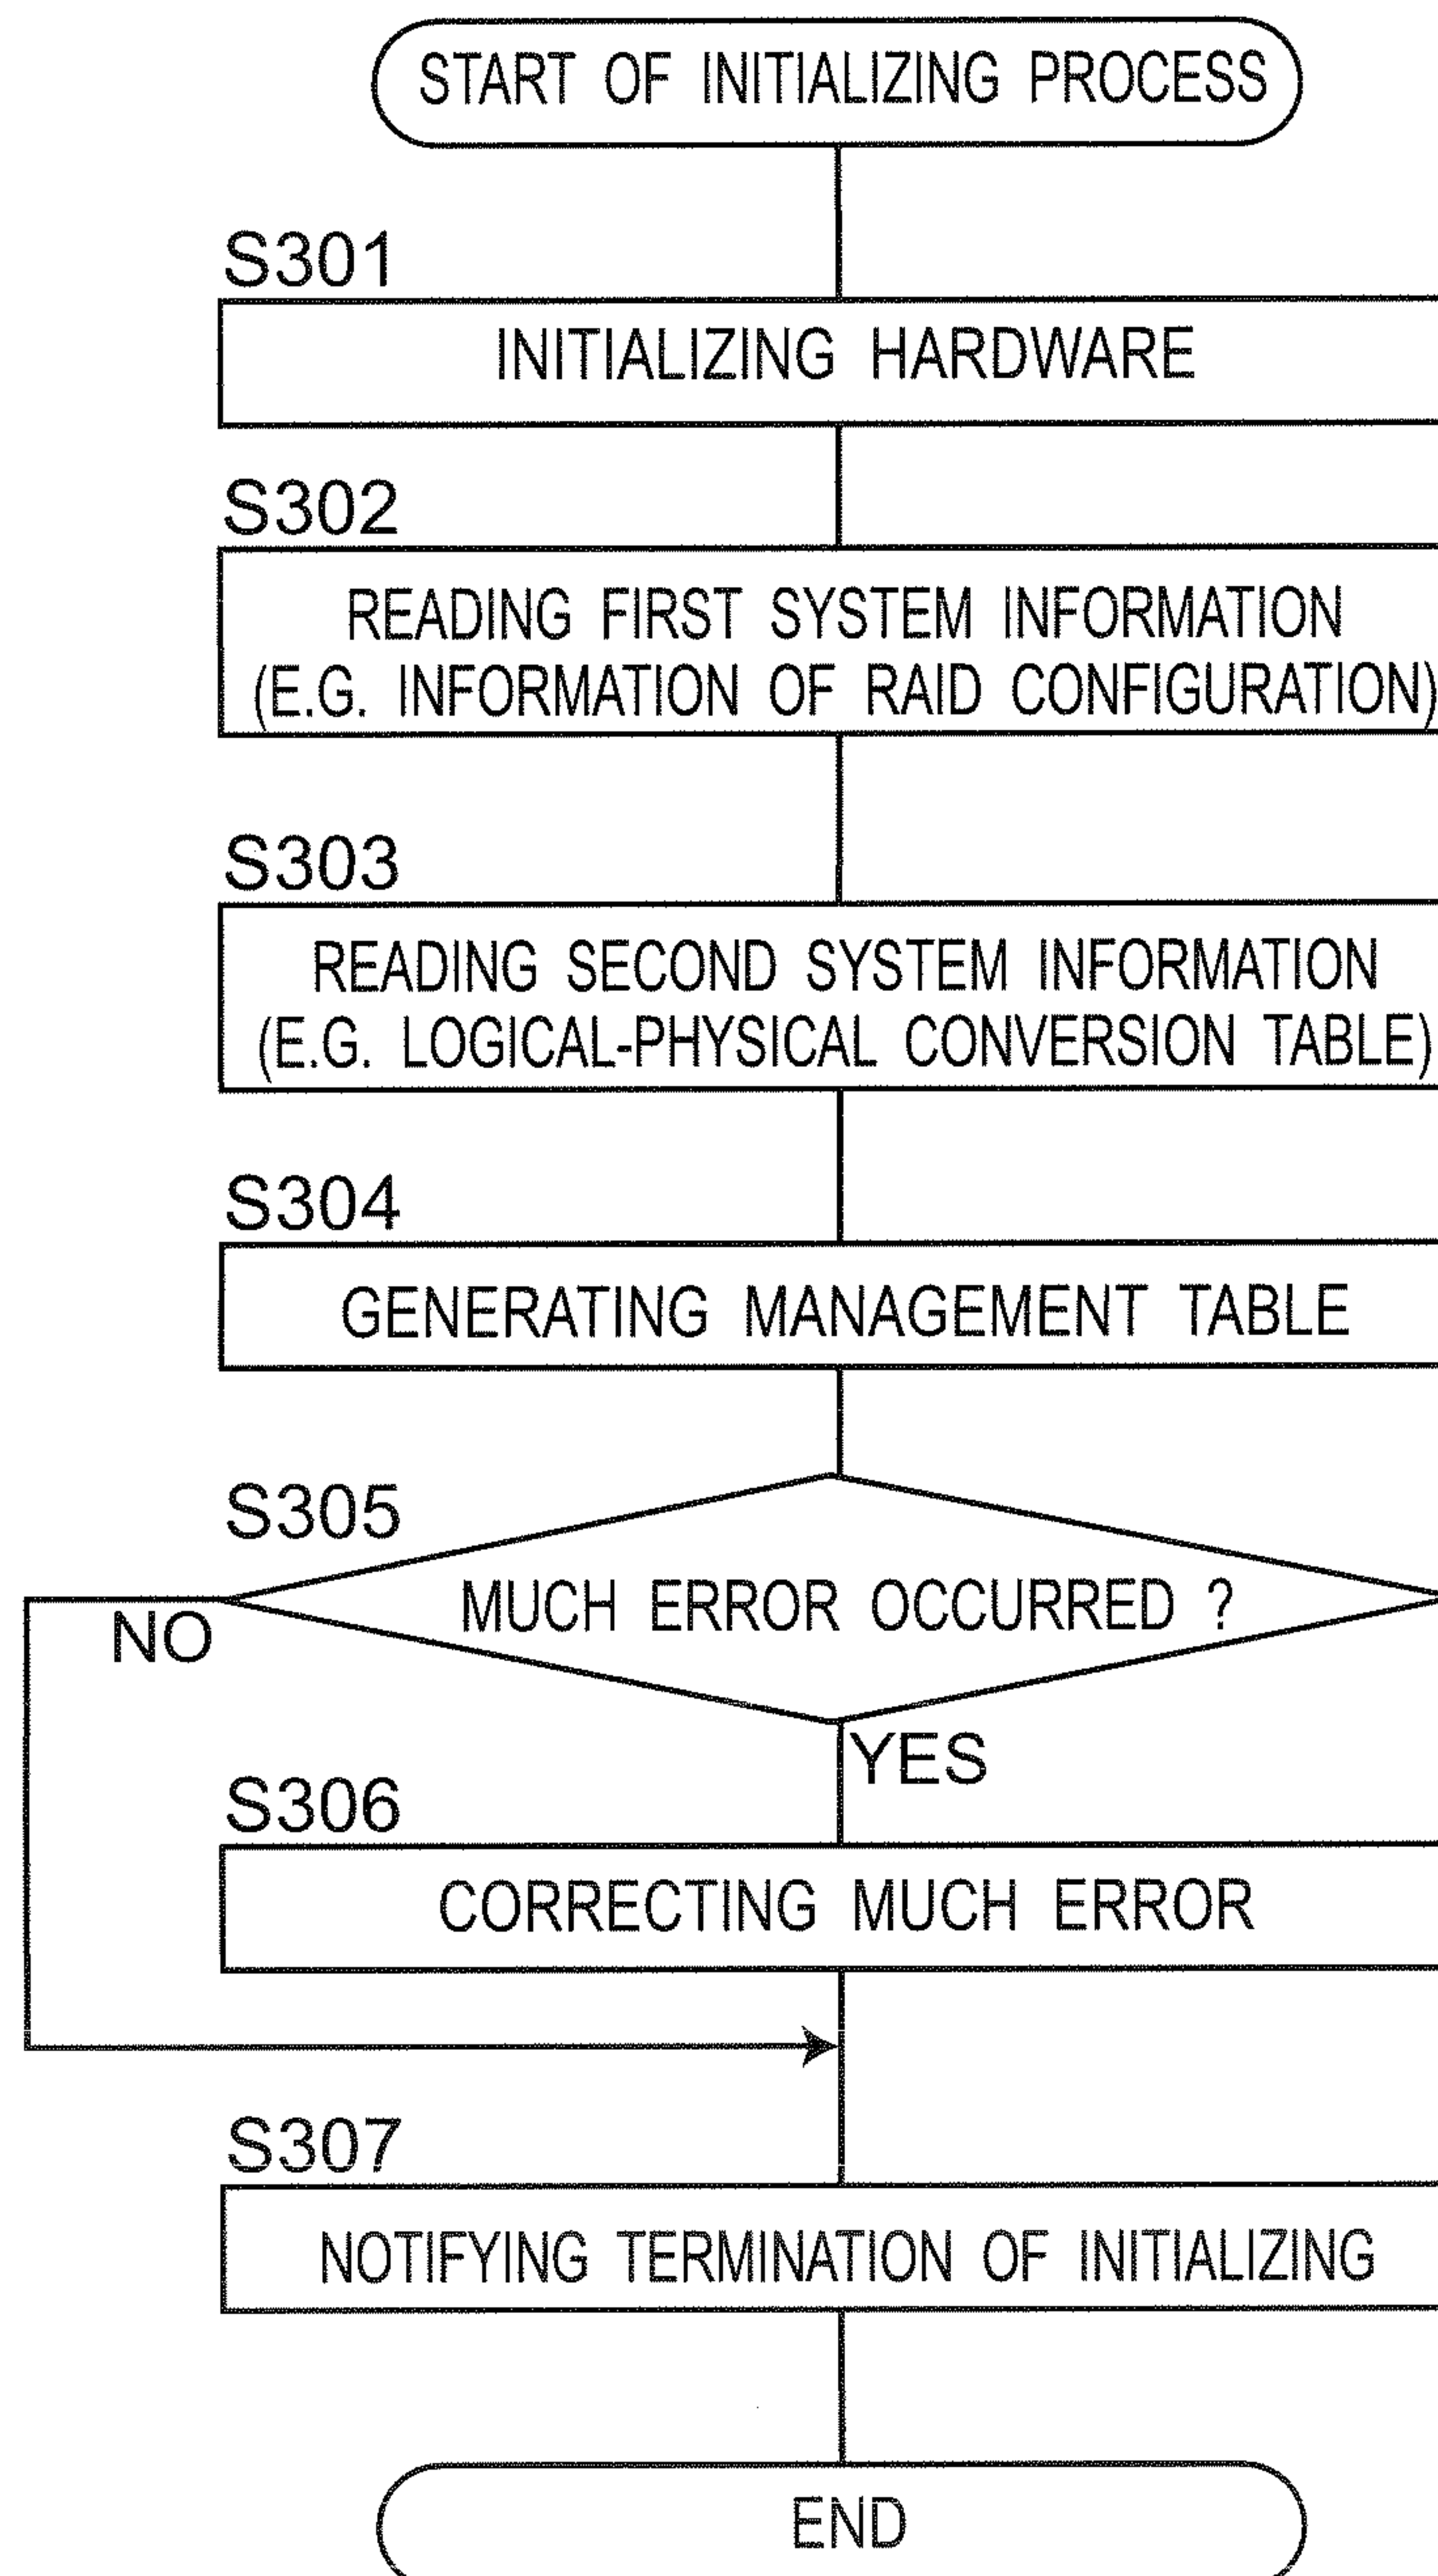 START OF INITIALIZING PROCESS
S301
INITIALIZING HARDWARE
S302
READING FIRST SYSTEM INFORMATION
(E.G. INFORMATION OF RAID CONFIGURATION)
S303
READING SECOND SYSTEM INFORMATION
(E.G. LOGICAL-PHYSICAL CONVERSION TABLE)
S304
GENERATING MANAGEMENT TABLE
S305
MUCH ERROR OCCURRED ?
NO
YES
S306
CORRECTING MUCH ERROR
S307
NOTIFYING TERMINATION OF INITIALIZING
END